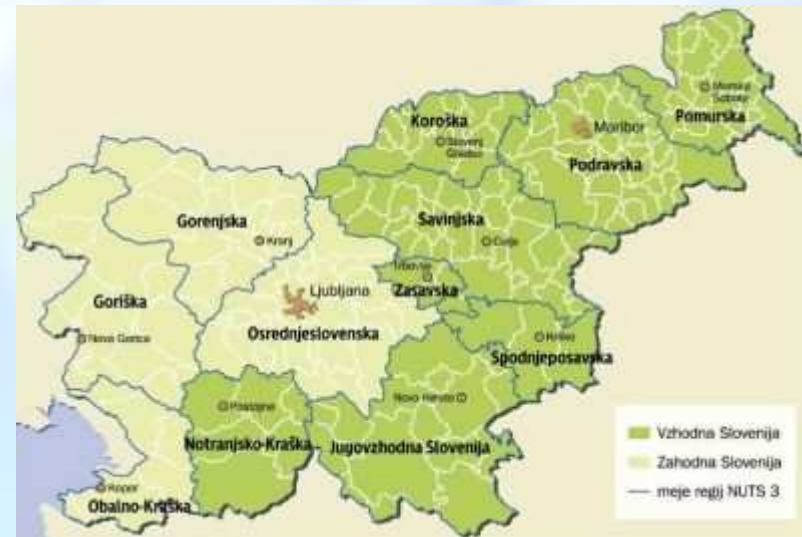 Murska
Sobota
Pomurska
Koroška
Slovenj
Gradec
Maribor
Podravska
Gorenjska
Kranj
Savinjska
Celje
Trbovlje
Zasavska
Goriška
Nova Gorica
Ljubljana
Osrednjeslovenska
Krško
Spodnjeposavska
Postojna
Novo mesto
Notranjsko-Kraška
Jugovzhodna Slovenija
Koper
Obalno-Kraška
Vzhodna Slovenija
Zahodna Slovenija
meje regij NUTS 3